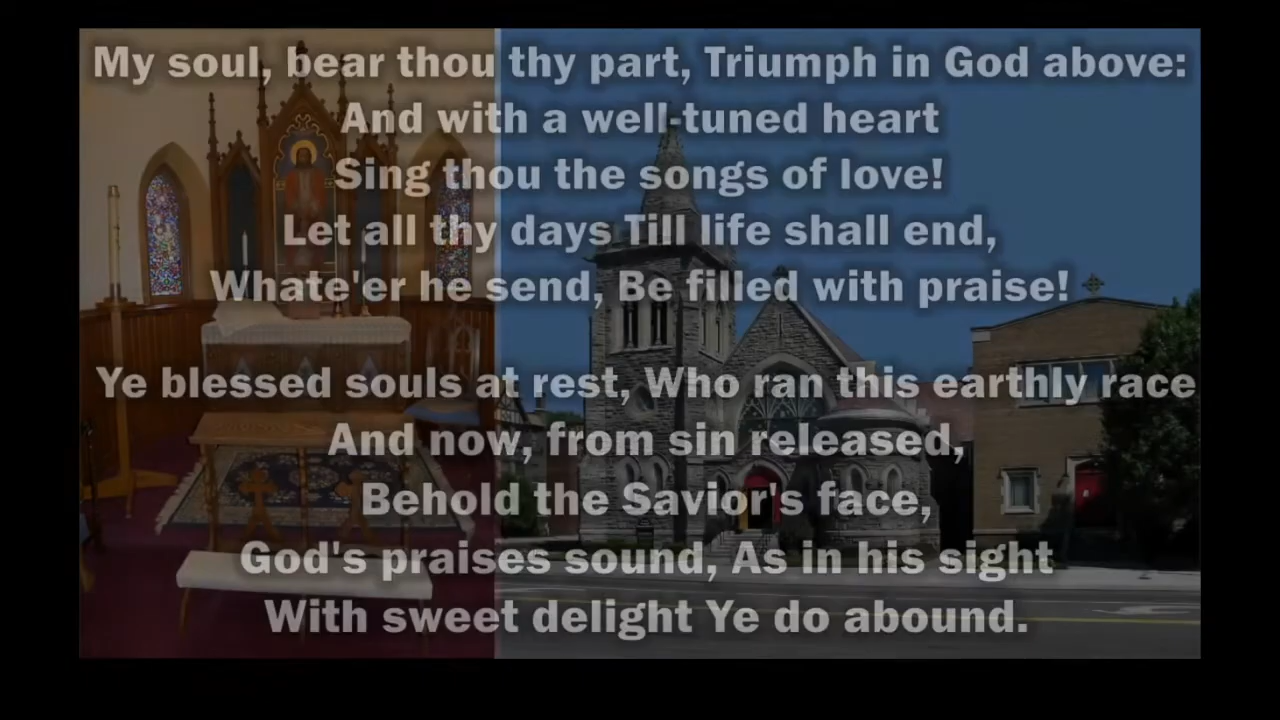 My soul, bear thou thy part, Triumph in God above:
And with a well-tuned heart
Sing thou the songs of love!
Let all thy days Till life shall end,
Whate'er he send, Be filled with praise!
Ye blessed souls at rest, Who ran this earthly race
And now, from sin released,
Behold the Savior's face,
God's praises sound, As in his sight
With sweet delight Ye do abound.